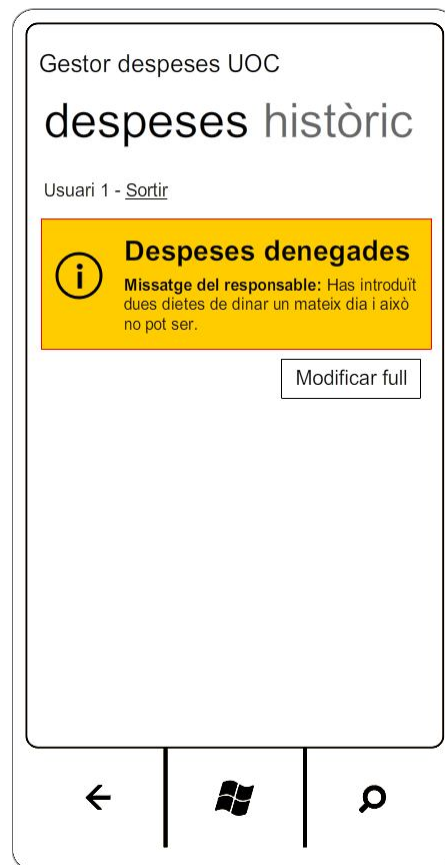 Gestor despeses UOC
despeses històric
Usuari 1 - Sortir
Despeses denegades
Missatge del responsable: Has introduït
dues dietes de dinar un mateix dia i això
no pot ser.
Modificar full